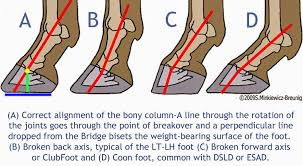 A B C D
©2009S.Mirkiewicz-Breunig
(A) Correct alignment of the bony column-A line through the rotation of
the joints goes through the point of breakover and a perpendicular line
dropped from the Bridge bisets the weight-bearing surface of the foot.
(B) Broken back axis, typical of the LT-LH foot (C) Broken forward axis
or ClubFoot and (D) Coon foot, common with DSLD or ESAD.